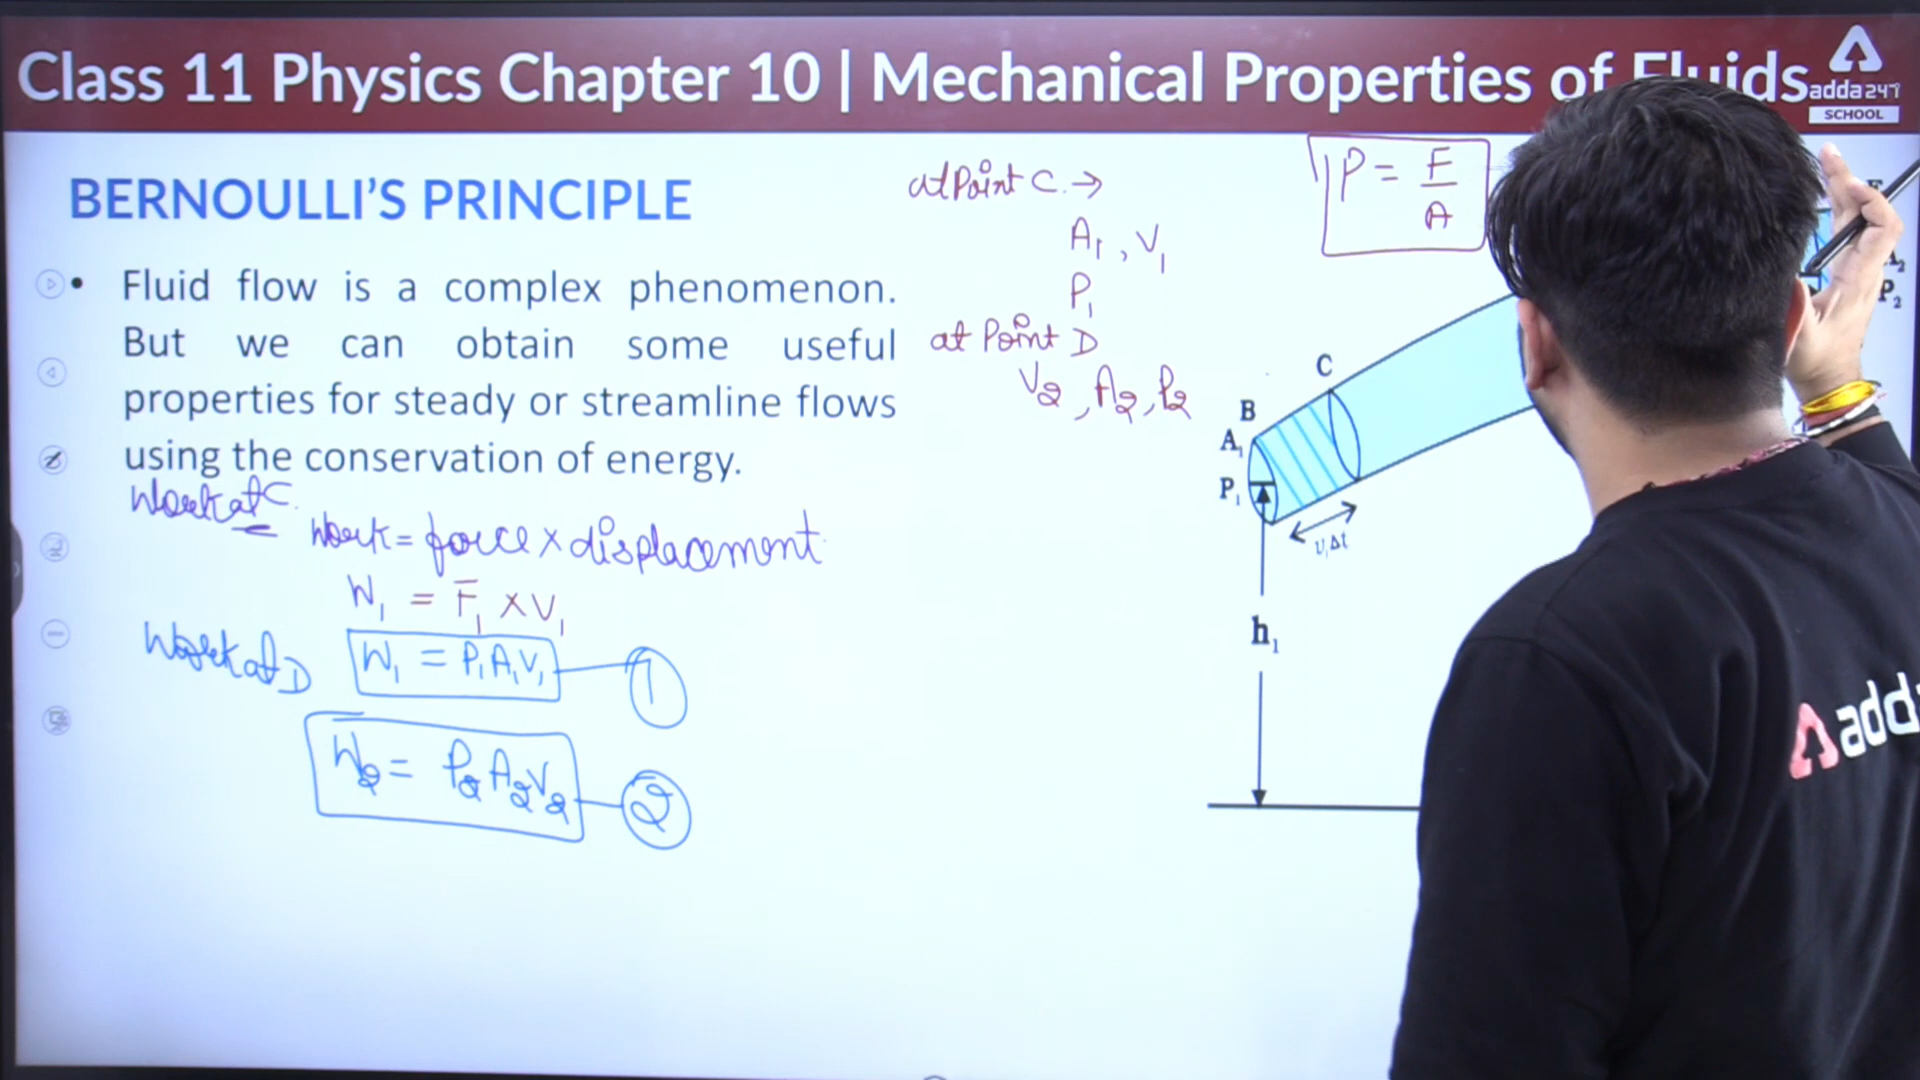 Class 11 Physics Chapter 10 | Mechanical Properties of Fluids
adda247
SCHOOL
BERNOULLI'S PRINCIPLE
• Fluid flow is a complex phenomenon.
But we can obtain some useful
properties for steady or streamline flows
using the conservation of energy.
at Point C →
A₁, V₁
P₁
at Point D
V₂, A₂, P₂
P = F/A
Work at C
Work = force × displacement
W₁ = F₁ × V₁
Work at D
W₁ = P₁A₁V₁ 1
W₂ = P₂A₂V₂ 2
C
B
A₁
P₁
v₁Δt
h₁
E
A₂
P₂
add